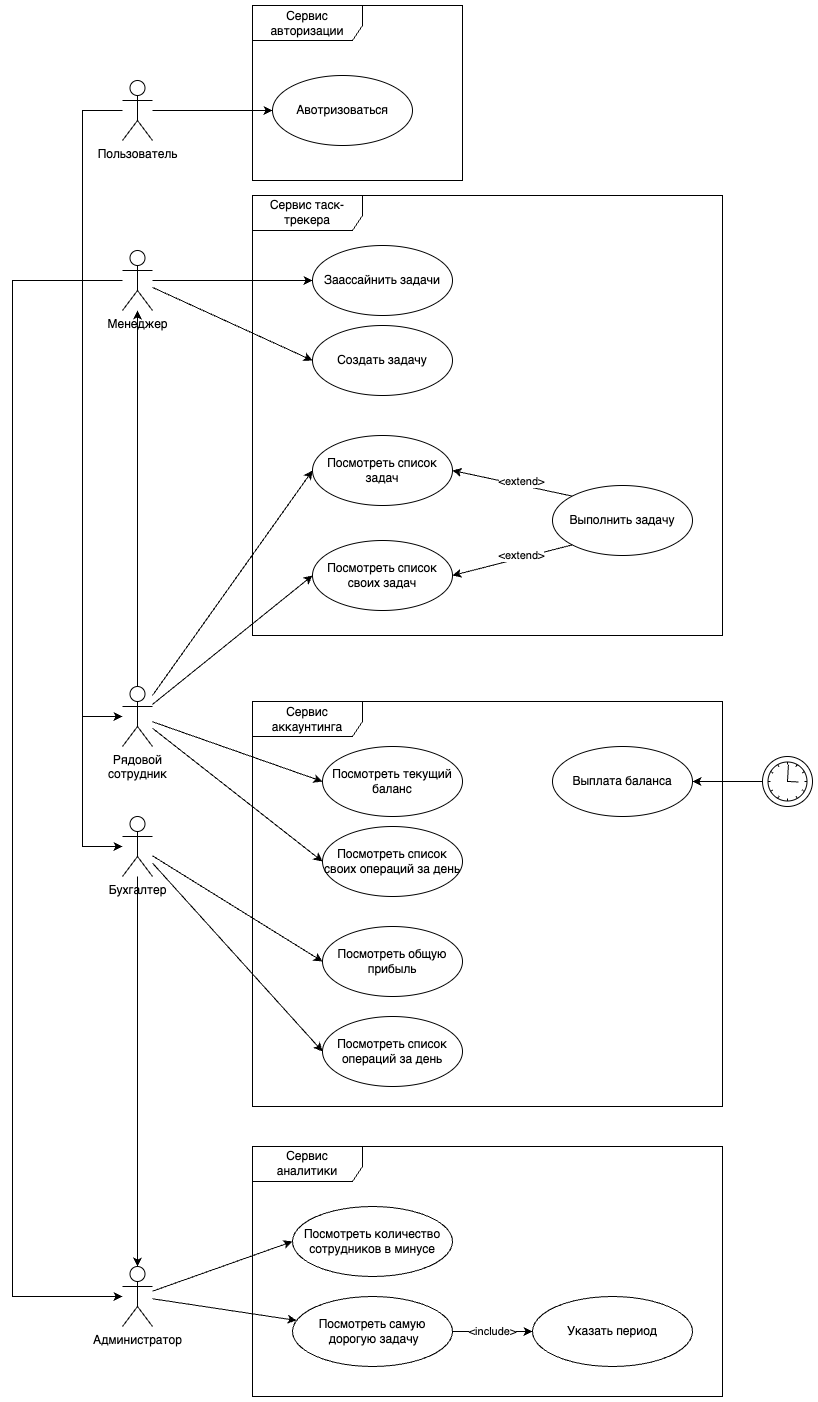 Сервис
авторизации
Авотризоваться
Пользователь
Сервис таск-
трекера
Заассайнить задачи
Менеджер
Создать задачу
Посмотреть список
задач
<extend>
Выполнить задачу
<extend>
Посмотреть список
своих задач
Рядовой
сотрудник
Сервис
аккаунтинга
Посмотреть текущий
баланс
Выплата баланса
Посмотреть список
своих операций за день
Бухгалтер
Посмотреть общую
прибыль
Посмотреть список
операций за день
Сервис
аналитики
Посмотреть количество
сотрудников в минусе
Администратор
Посмотреть самую
дорогую задачу
<include>
Указать период